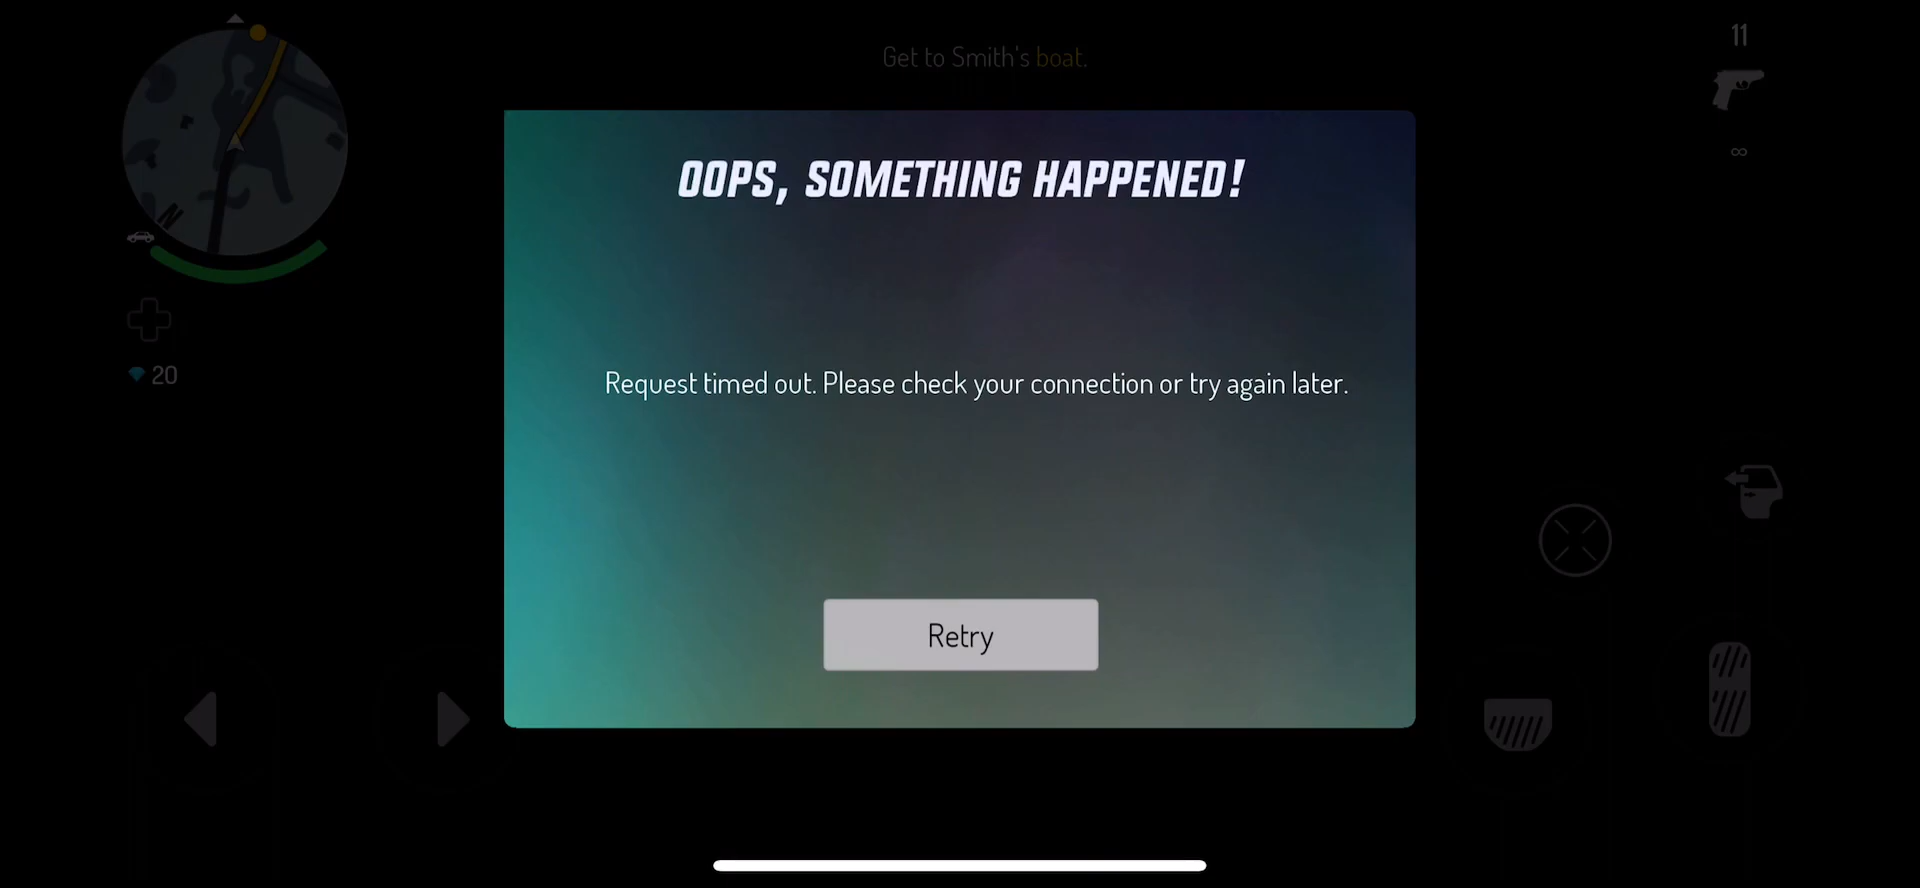 Get to Smith's boat.
11
∞
N
20
OOPS, SOMETHING HAPPENED!
Request timed out. Please check your connection or try again later.
Retry